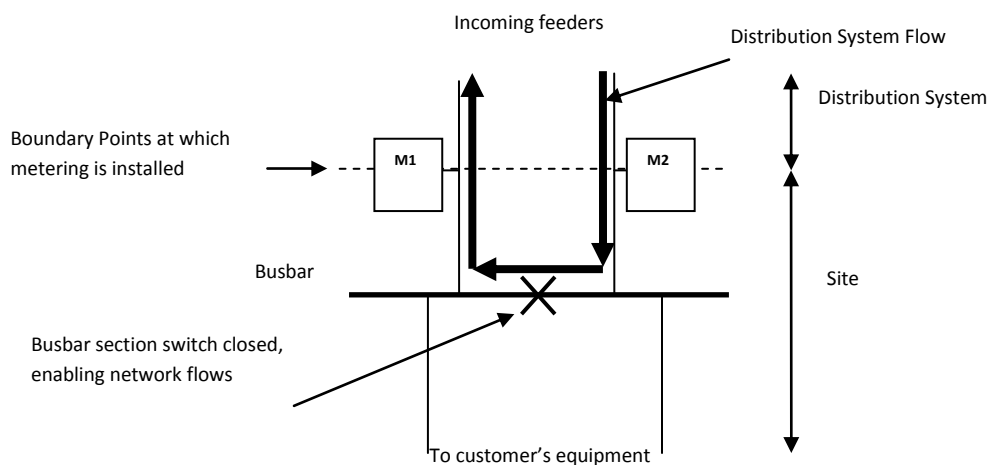 Incoming feeders
Distribution System Flow
Distribution System
Boundary Points at which
metering is installed
M1
M2
Busbar
Site
Busbar section switch closed,
enabling network flows
To customer's equipment